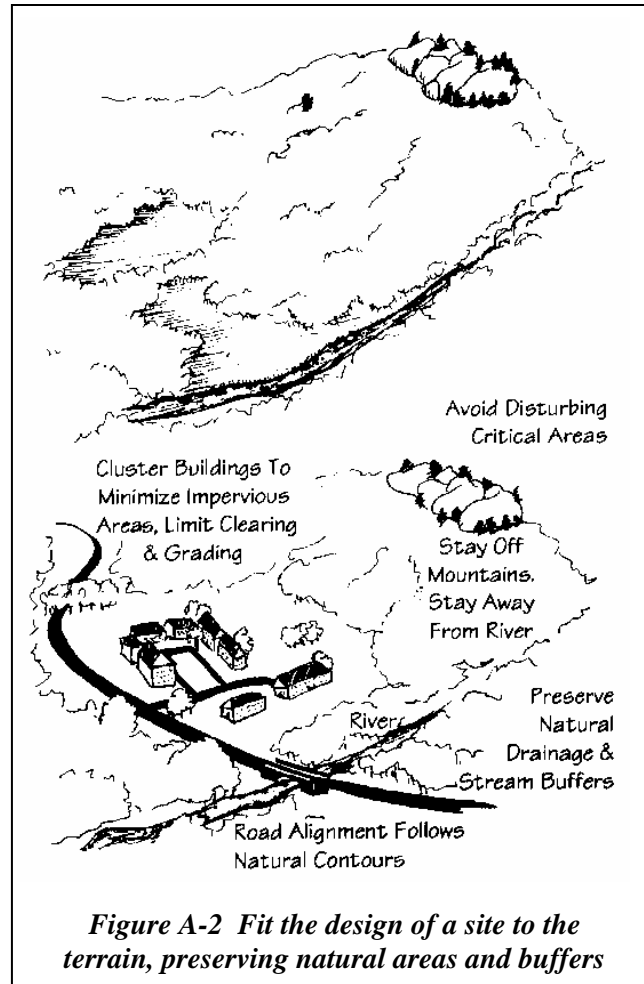 Avoid Disturbing
Critical Areas
Cluster Buildings To
Minimize Impervious
Areas, Limit Clearing
& Grading
Stay Off
Mountains.
Stay Away
From River
Preserve
Natural
Drainage &
Stream Buffers
River
Road Alignment Follows
Natural Contours
Figure A-2 Fit the design of a site to the
terrain, preserving natural areas and buffers